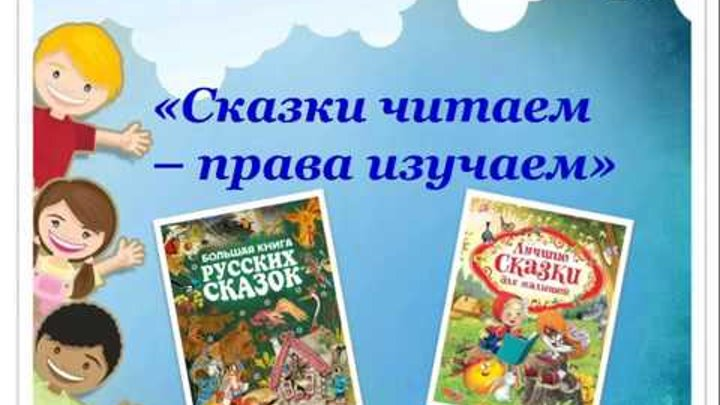 «Сказки читаем
– права изучаем»
БОЛЬШАЯ КНИГА
РУССКИХ
СКАЗОК
Лучшие
Сказки
для малышей